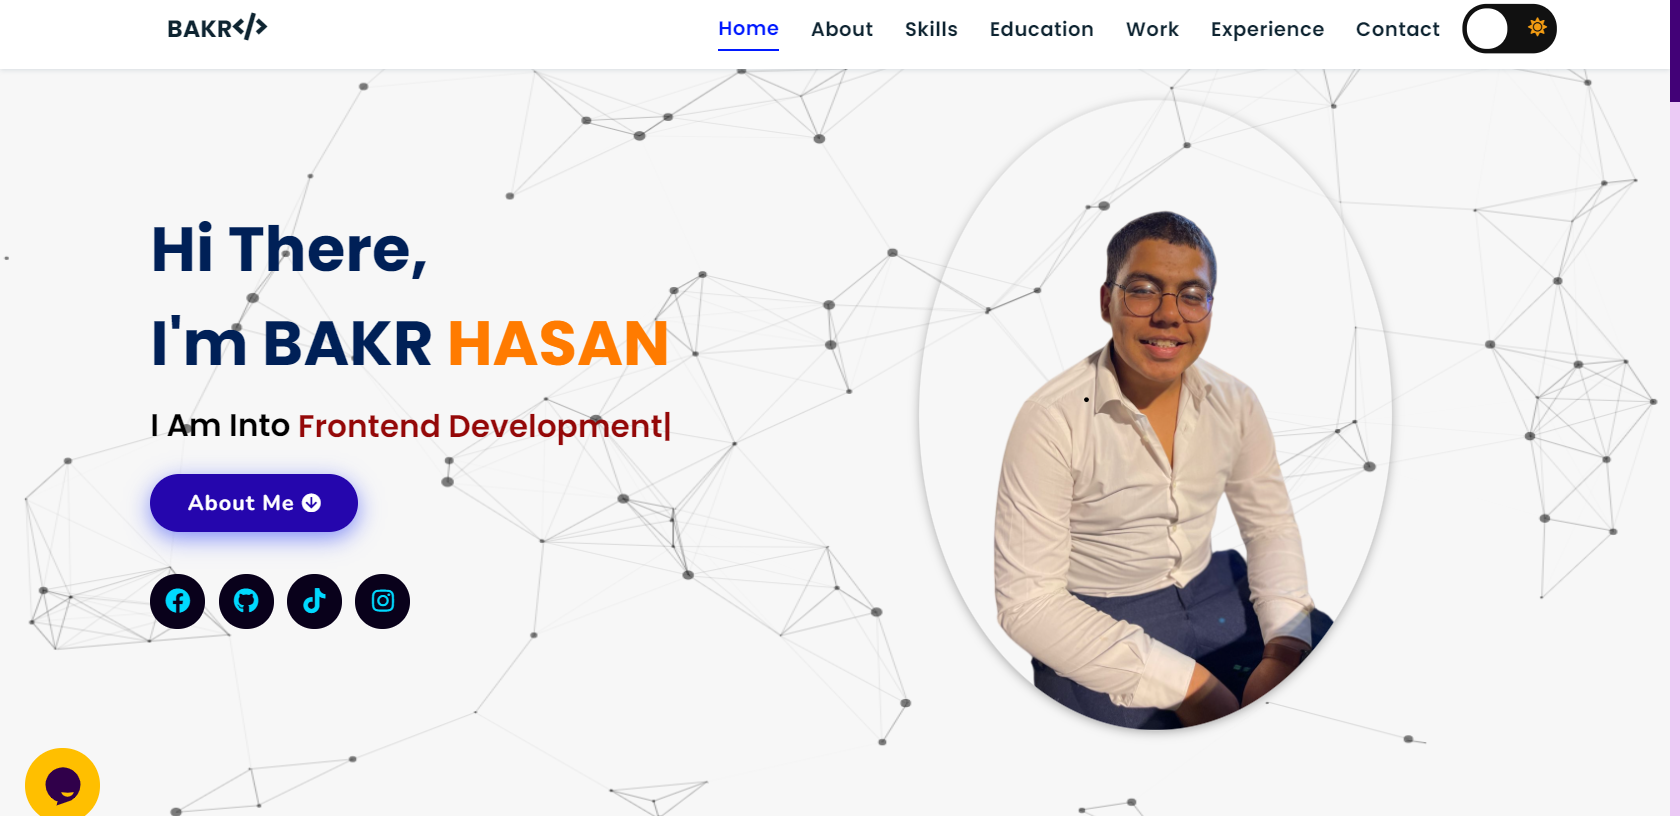 BAKR</>
Home About Skills Education Work Experience Contact
Hi There,
I'm BAKR HASAN
I Am Into Frontend Development|
About Me